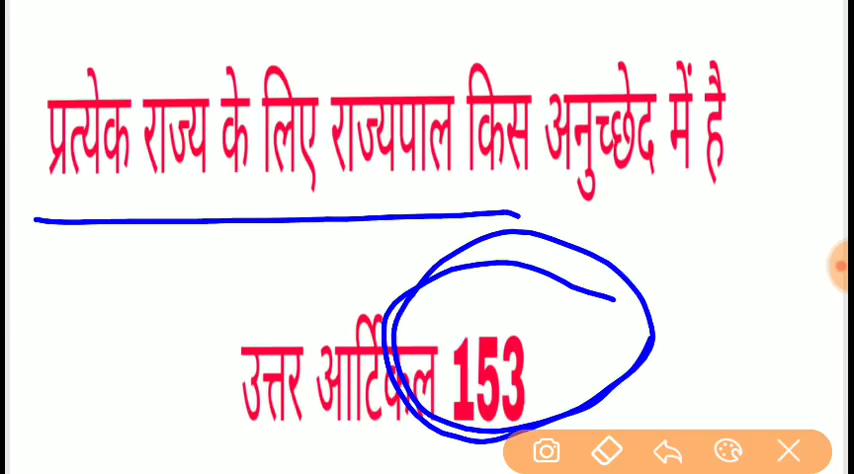 प्रत्येक राज्य के लिए राज्यपाल किस अनुच्छेद में है
उत्तर आर्टिकल 153